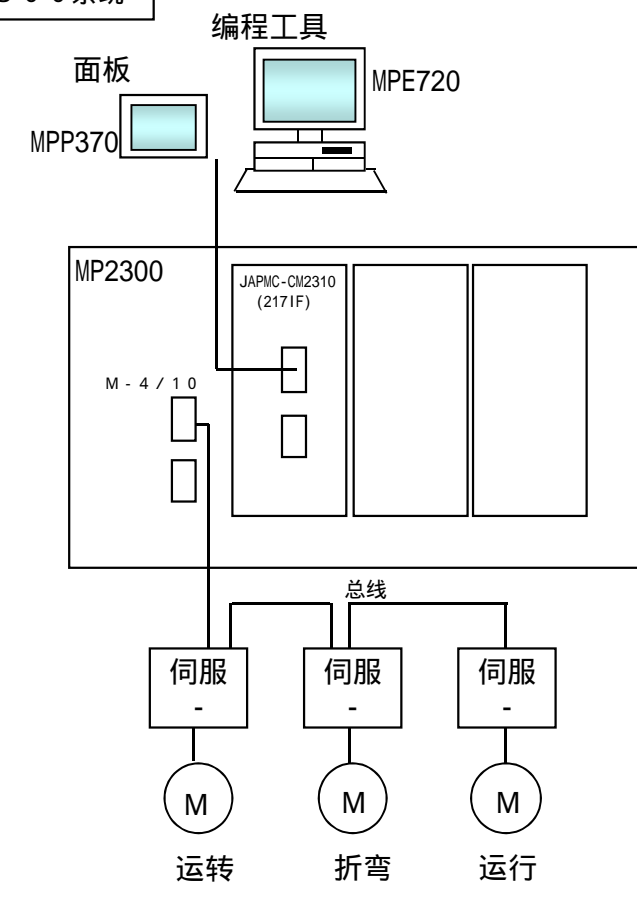 编程工具
面板
MPE720
MPP370
MP2300
JAPMC-CM2310
(217IF)
M-4/10
总线
伺服
-
伺服
-
伺服
-
M
M
M
运转
折弯
运行